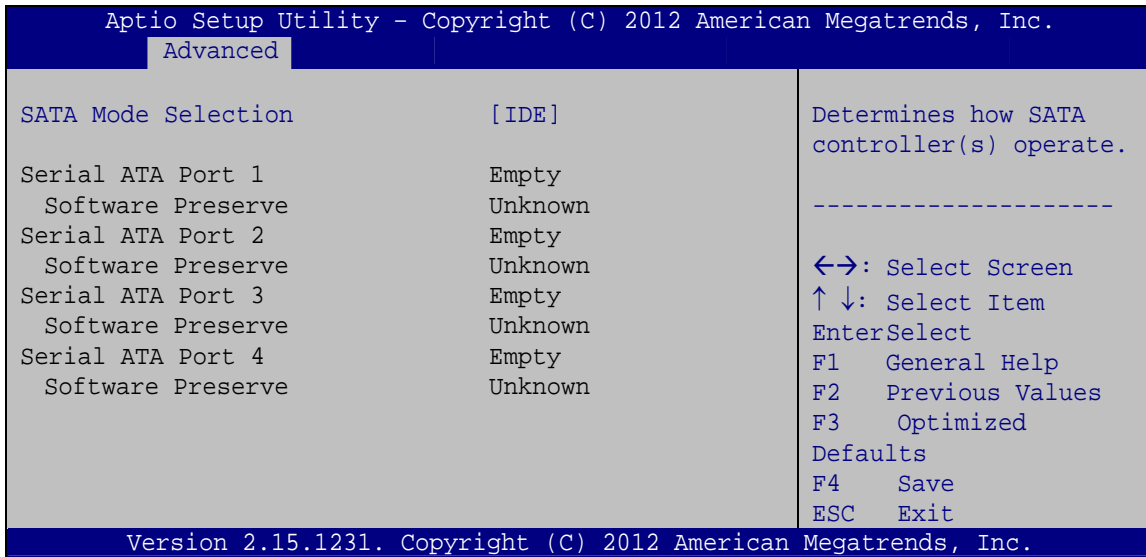 Aptio Setup Utility – Copyright (C) 2012 American Megatrends, Inc.
Advanced
SATA Mode Selection [IDE]
Serial ATA Port 1 Empty
Software Preserve Unknown
Serial ATA Port 2 Empty
Software Preserve Unknown
Serial ATA Port 3 Empty
Software Preserve Unknown
Serial ATA Port 4 Empty
Software Preserve Unknown
Determines how SATA
controller(s) operate.
---------------------
←→: Select Screen
↑ ↓: Select Item
EnterSelect
F1 General Help
F2 Previous Values
F3 Optimized
Defaults
F4 Save
ESC Exit
Version 2.15.1231. Copyright (C) 2012 American Megatrends, Inc.